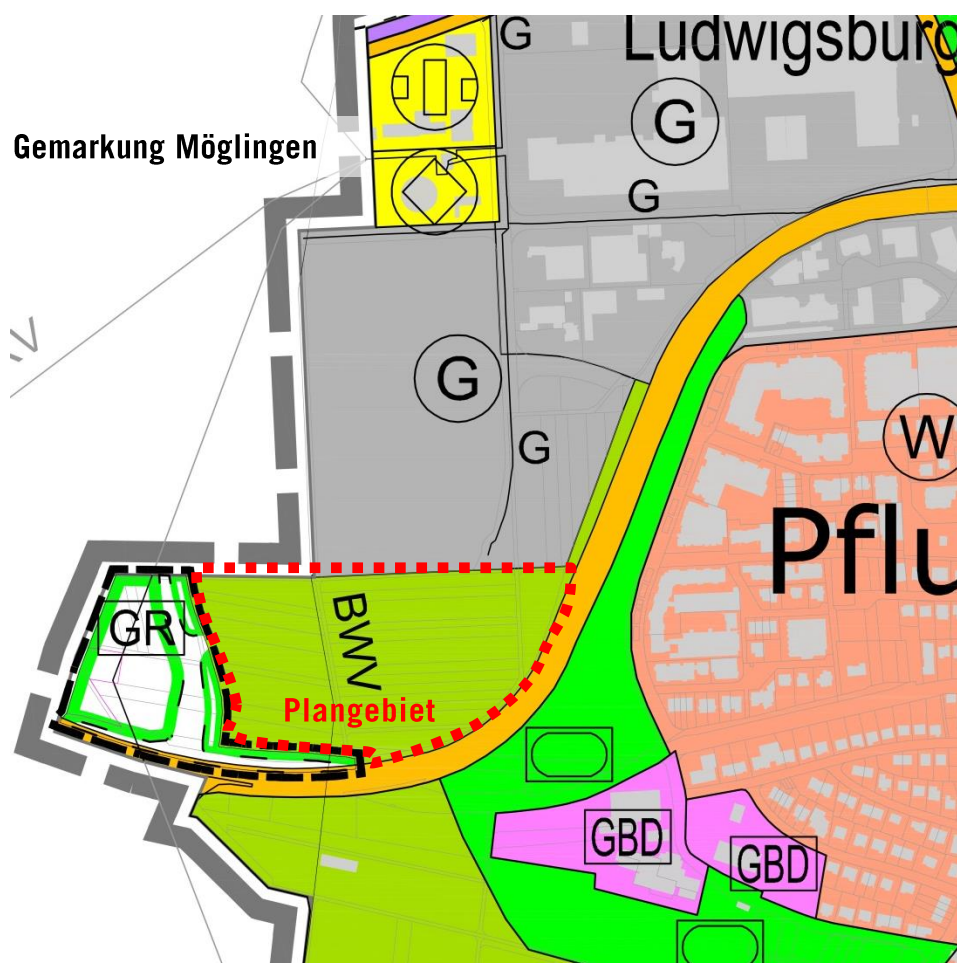 G
Ludwigsburg
Gemarkung Möglingen
G
G
G
W
G
Pflu
GR
BWV
Plangebiet
GBD
GBD